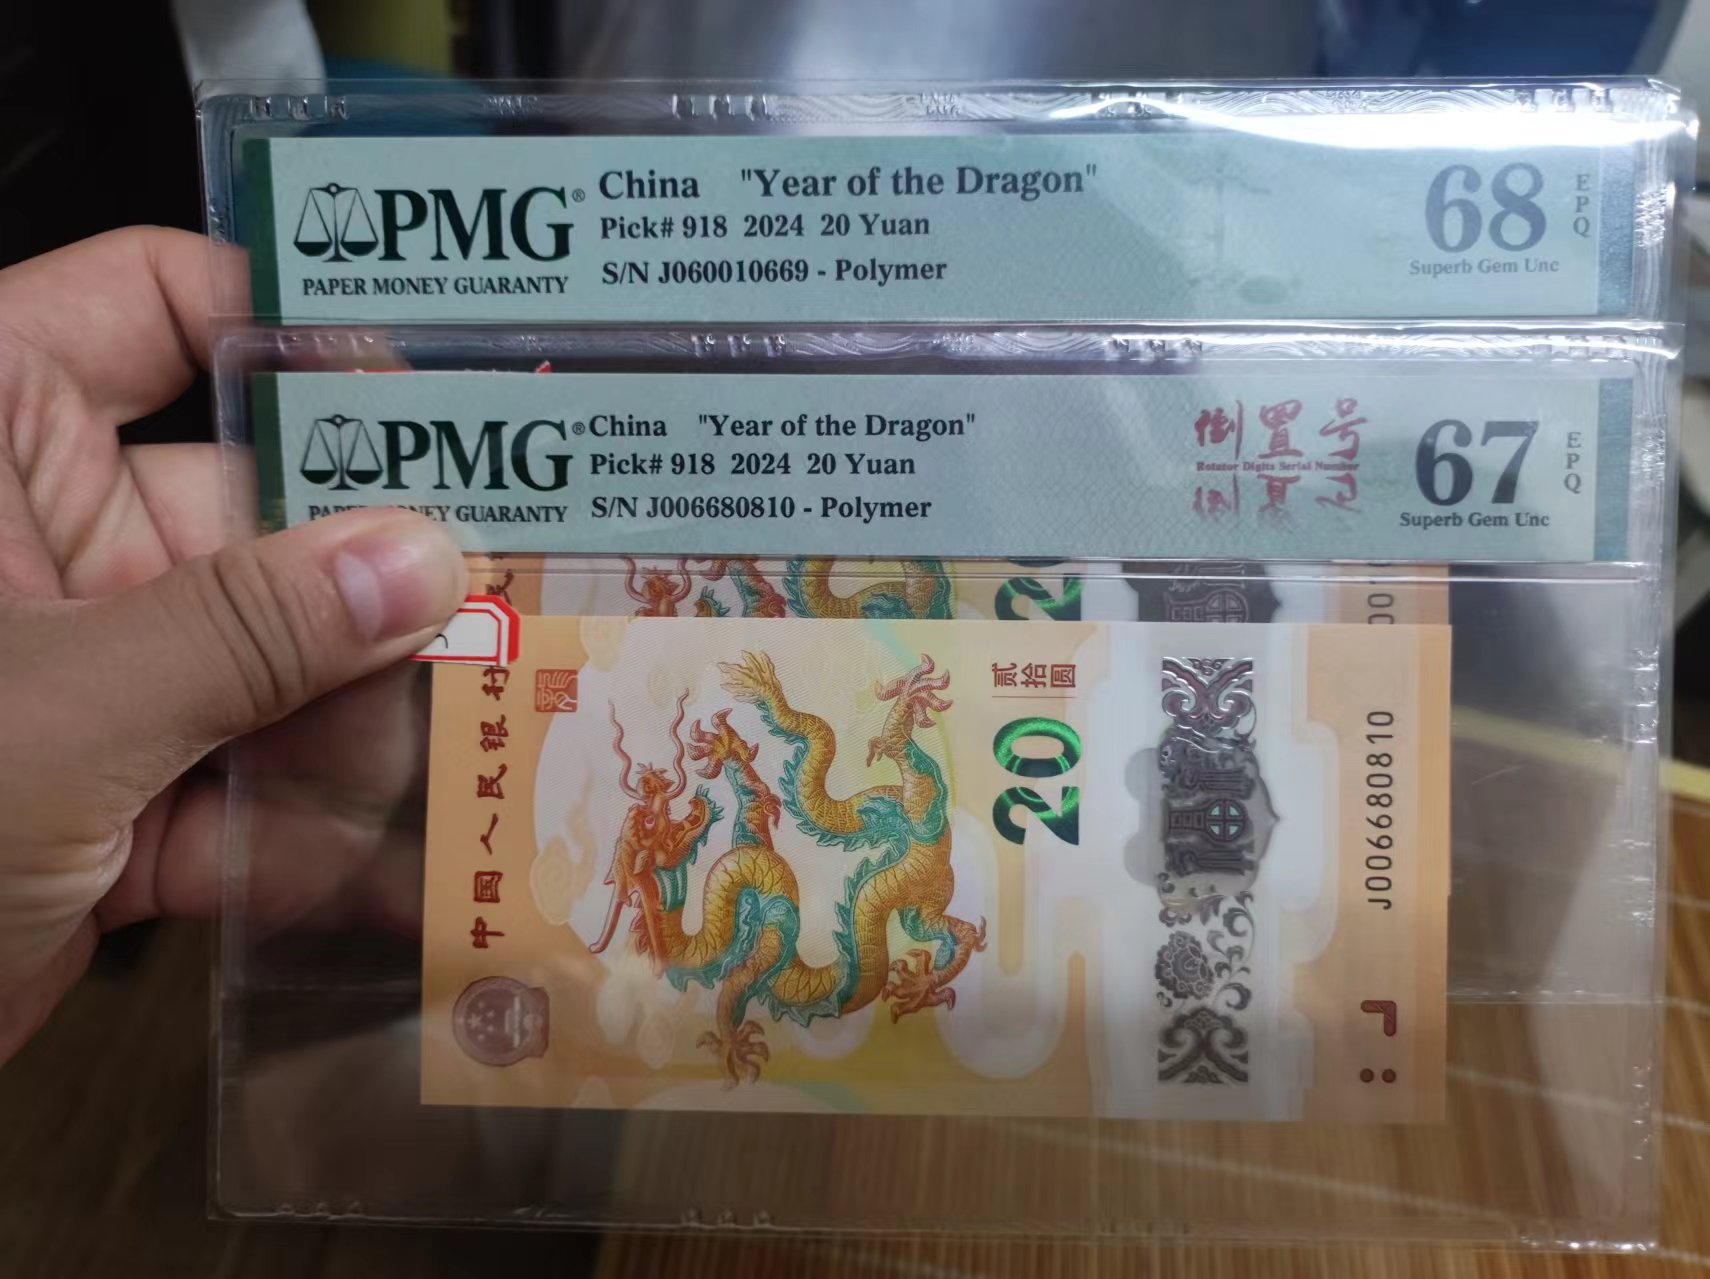 PMG®
PAPER MONEY GUARANTY
China "Year of the Dragon"
Pick# 918 2024 20 Yuan
S/N J060010669 - Polymer
68
EPQ
Superb Gem Unc
PMG®
GUARANTY
China "Year of the Dragon"
Pick# 918 2024 20 Yuan
S/N J006680810 - Polymer
倒置号
Rotator Digits Serial Number
67
EPQ
Superb Gem Unc
中国人民银行
贰拾圆
20
J006680810